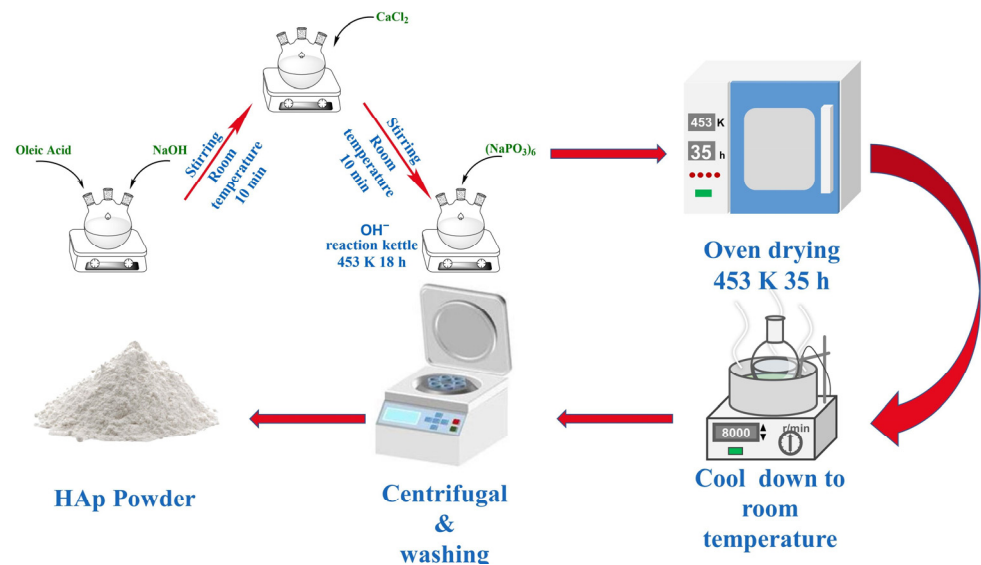 CaCl₂
Oleic Acid
NaOH
Stirring
Room
temperature
10 min
Stirring
Room
temperature
10 min
(NaPO₃)₆
OH⁻
reaction kettle
453 K 18 h
453 K
35 h
Oven drying
453 K 35 h
8000 r/min
Cool down to
room
temperature
Centrifugal
&
washing
HAp Powder